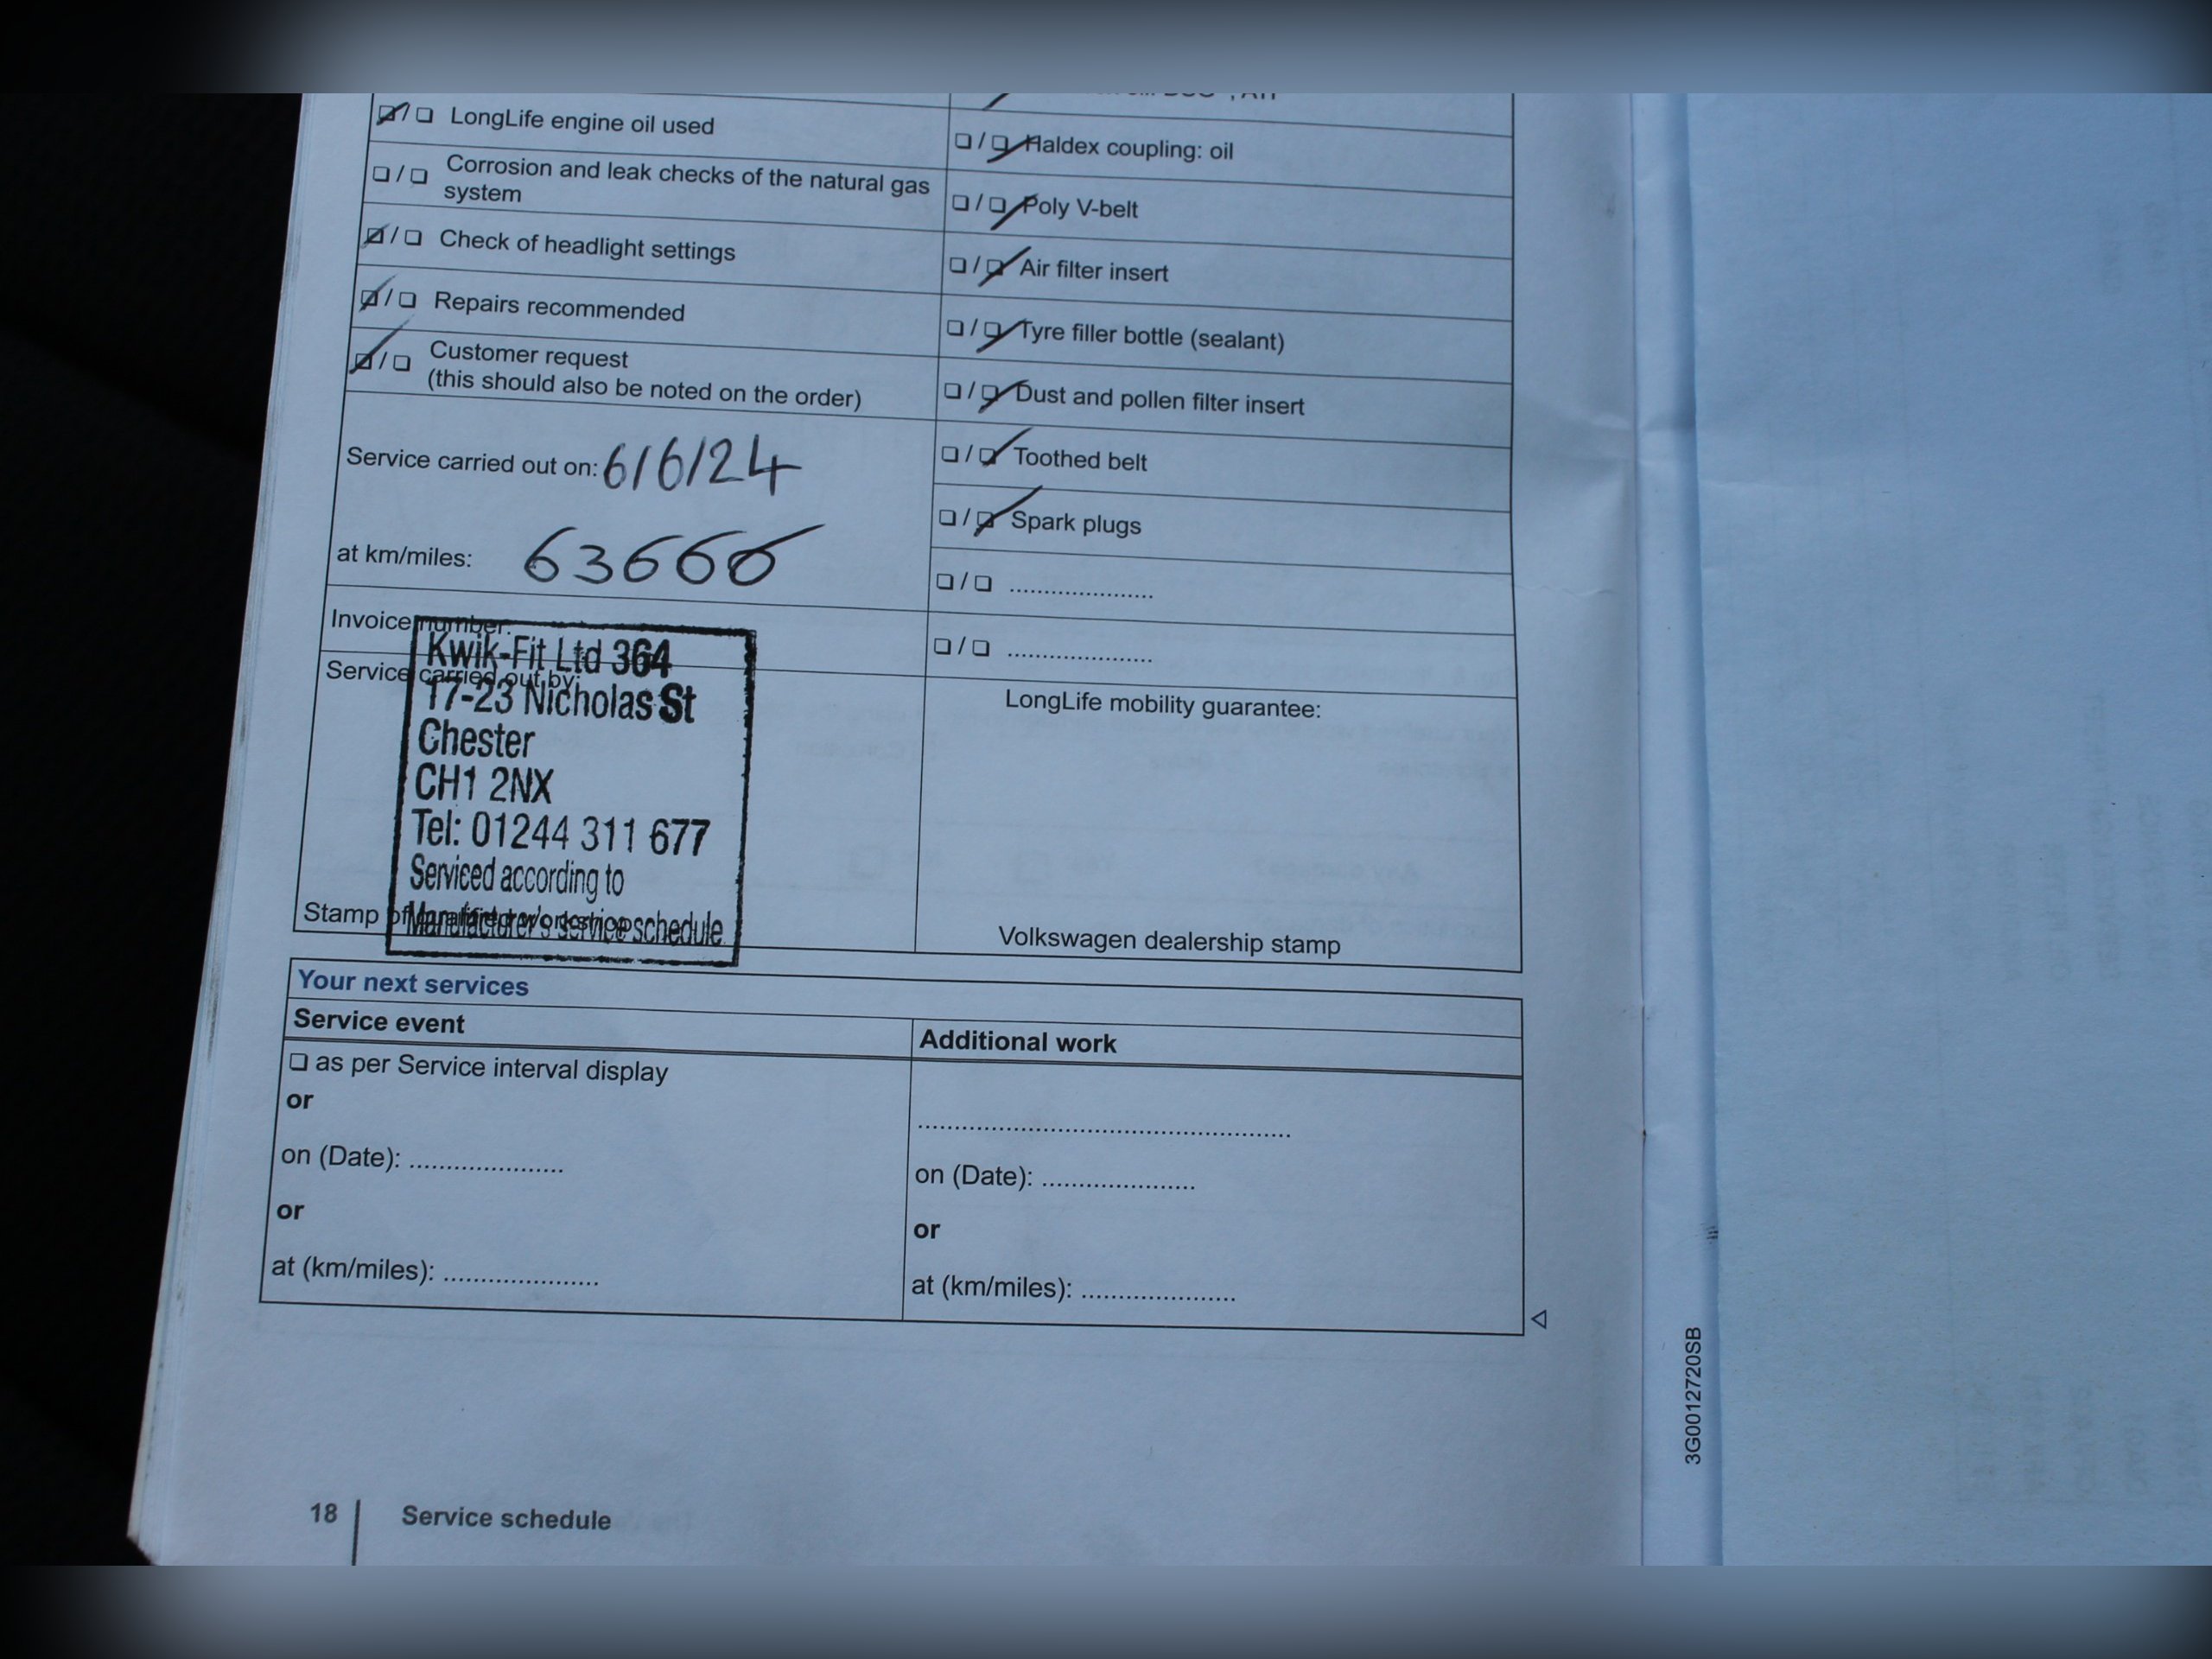 ☑/❏ LongLife engine oil used
❏/❏ Corrosion and leak checks of the natural gas
system
☑/❏ Check of headlight settings
☑/❏ Repairs recommended
☑/❏ Customer request
(this should also be noted on the order)
Service carried out on: 6/6/24
at km/miles: 63666
Invoice number:
Service carried out by:
Kwik-Fit Ltd 364
17-23 Nicholas St
Chester
CH1 2NX
Tel: 01244 311 677
Serviced according to
Manufacturer's service schedule
Stamp of
❏/☑ Haldex coupling: oil
❏/☑ Poly V-belt
❏/☑ Air filter insert
❏/☑ Tyre filler bottle (sealant)
❏/☑ Dust and pollen filter insert
❏/☑ Toothed belt
❏/☑ Spark plugs
❏/❏ .....................
❏/❏ .....................
LongLife mobility guarantee:
Volkswagen dealership stamp
Your next services
Service event
❏ as per Service interval display
or
on (Date): .....................
or
at (km/miles): .....................
Additional work
...................................................
on (Date): .....................
or
at (km/miles): .....................
18 Service schedule
3G0012720SB